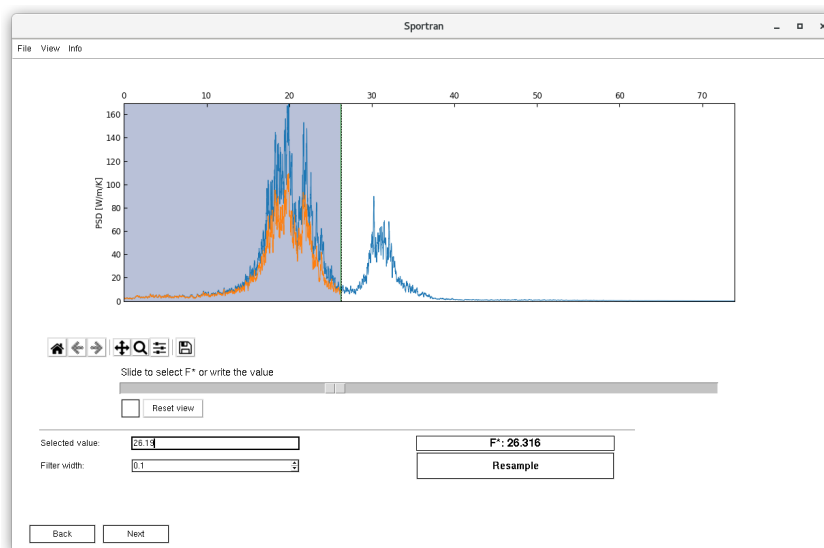 Sportran
File View Info
0 10 20 30 40 50 60 70
160
140
120
100
80
60
40
20
0
PSD [W/m/K]
Slide to select F* or write the value
Reset view
Selected value: 26.19 F*: 26.316
Filter width: 0.1 Resample
Back Next